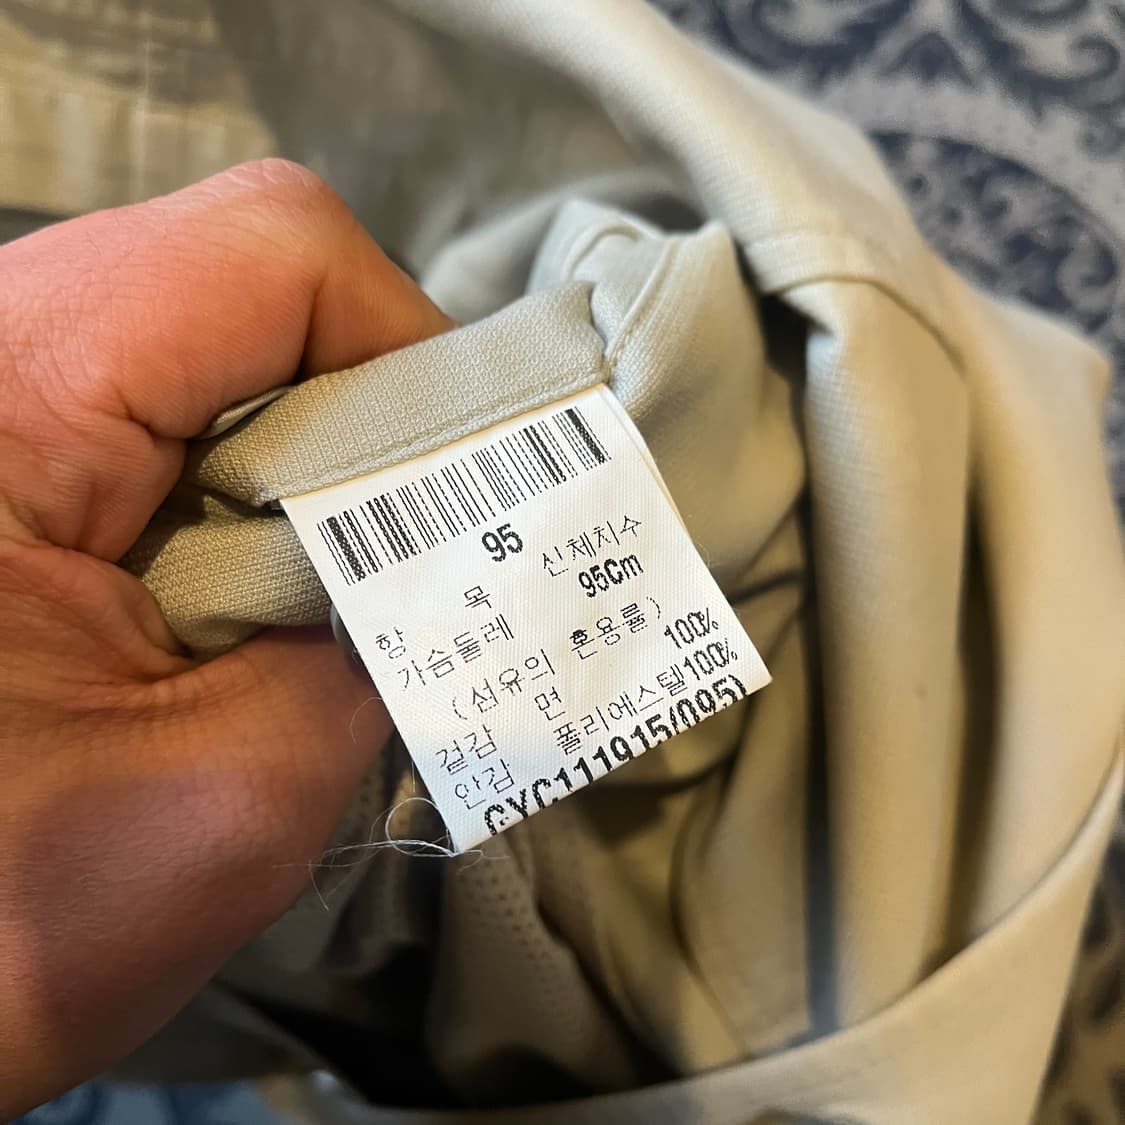 95
항 목 신체치수
가슴둘레 95Cm
(섬유의 혼용률)
겉감 면 100%
안감 폴리에스텔100%
GYC111915(095)